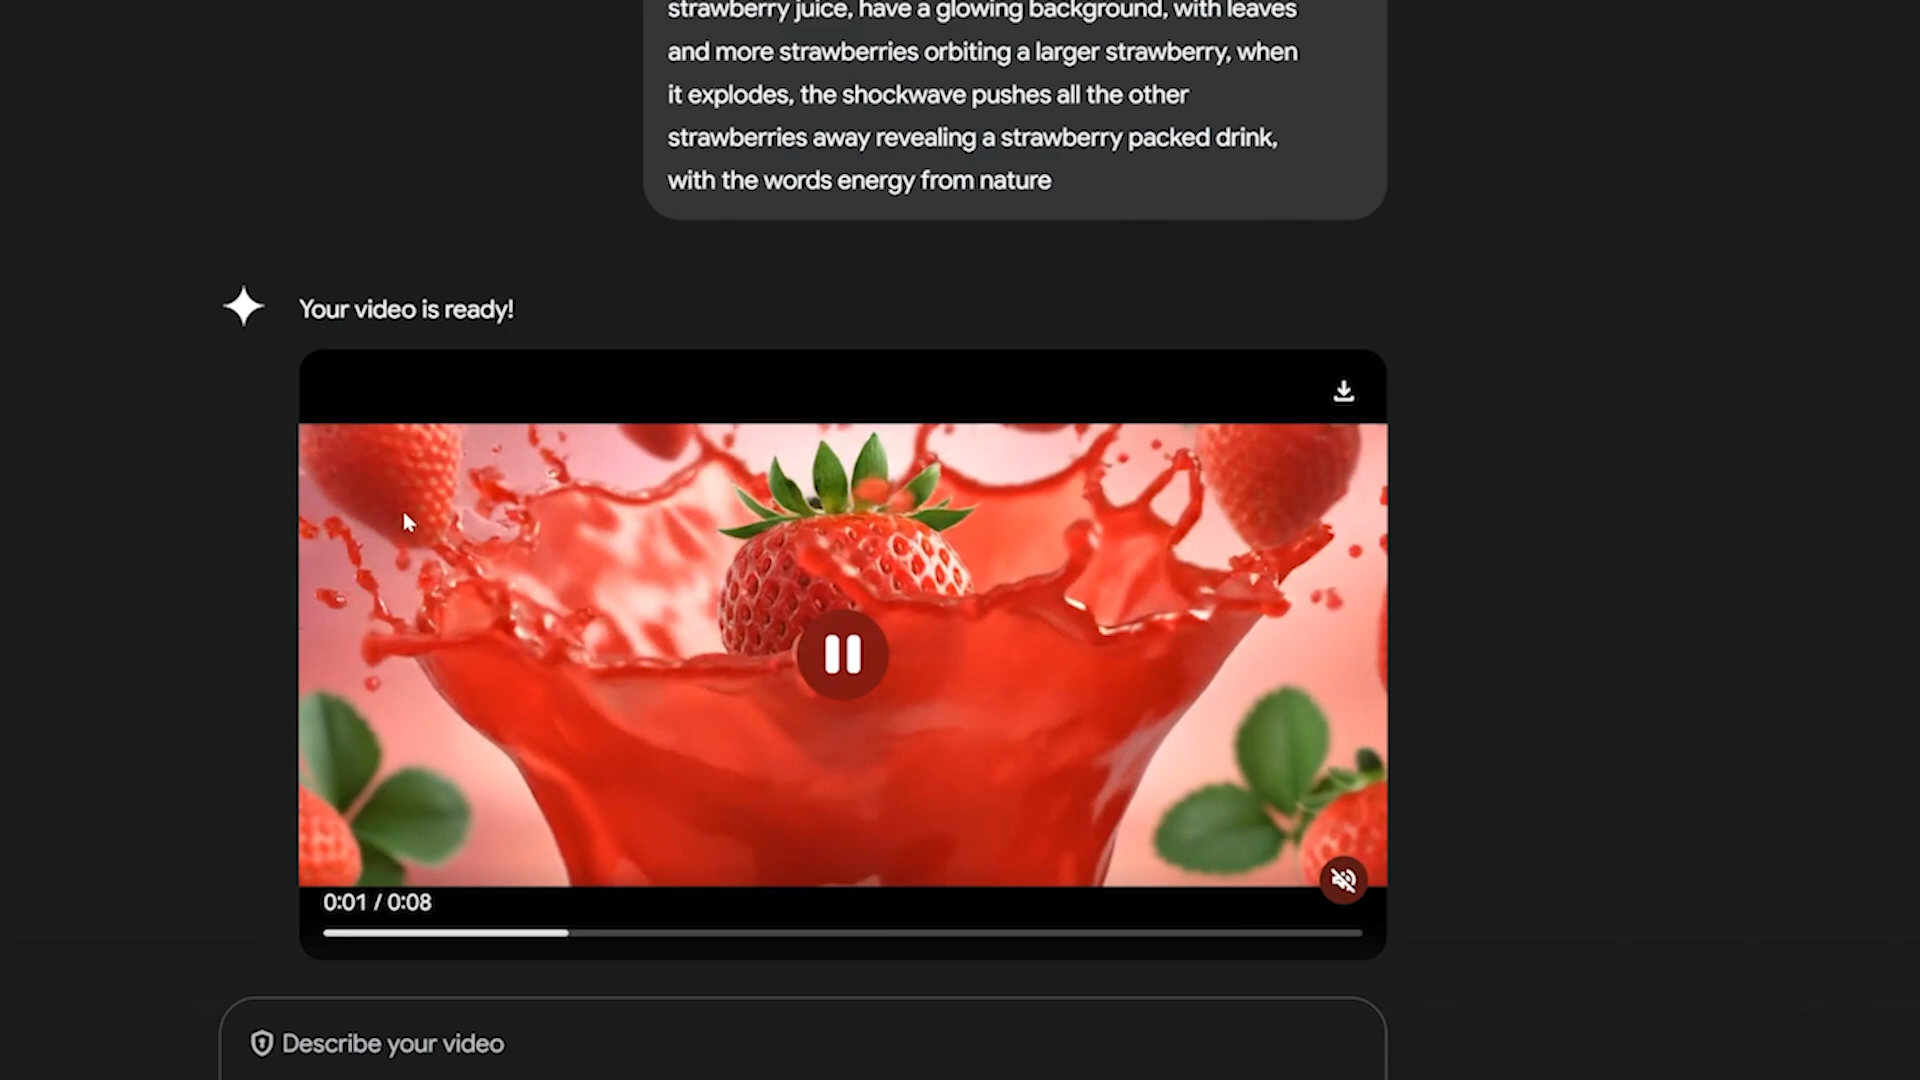 strawberry juice, have a glowing background, with leaves
and more strawberries orbiting a larger strawberry, when
it explodes, the shockwave pushes all the other
strawberries away revealing a strawberry packed drink,
with the words energy from nature
Your video is ready!
0:01 / 0:08
Describe your video